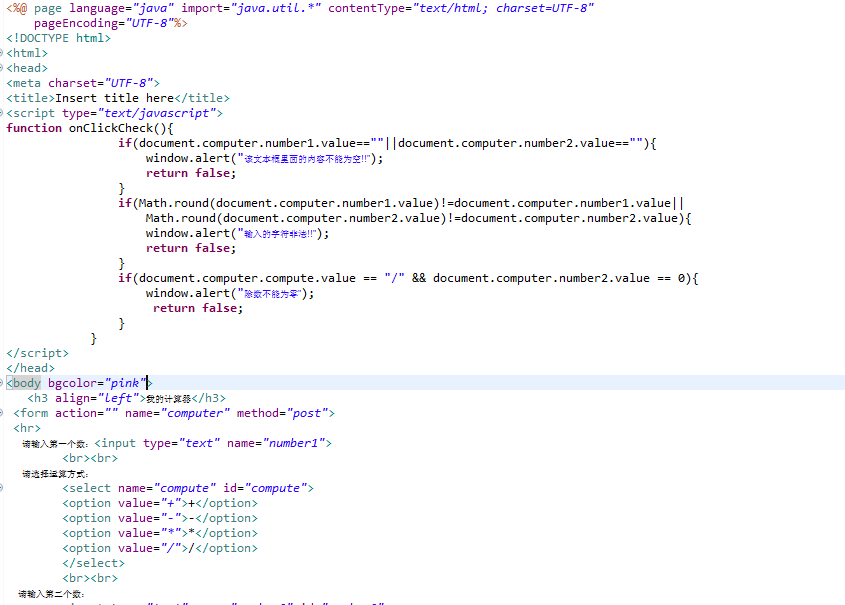 <%@ page language="java" import="java.util.*" contentType="text/html; charset=UTF-8"
pageEncoding="UTF-8"%>
<!DOCTYPE html>
<html>
<head>
<meta charset="UTF-8">
<title>Insert title here</title>
<script type="text/javascript">
function onClickCheck(){
if(document.computer.number1.value==""||document.computer.number2.value==""){
window.alert("该文本框里面的内容不能为空!!");
return false;
}
if(Math.round(document.computer.number1.value)!=document.computer.number1.value||
Math.round(document.computer.number2.value)!=document.computer.number2.value){
window.alert("输入的字符非法!!");
return false;
}
if(document.computer.compute.value == "/" && document.computer.number2.value == 0){
window.alert("除数不能为零");
return false;
}
}
</script>
</head>
<body bgcolor="pink">
<h3 align="left">我的计算器</h3>
<form action="" name="computer" method="post">
<hr>
请输入第一个数：<input type="text" name="number1">
<br><br>
请选择运算方式：
<select name="compute" id="compute">
<option value="+">+</option>
<option value="-">-</option>
<option value="*">*</option>
<option value="/">/</option>
</select>
<br><br>
请输入第二个数：